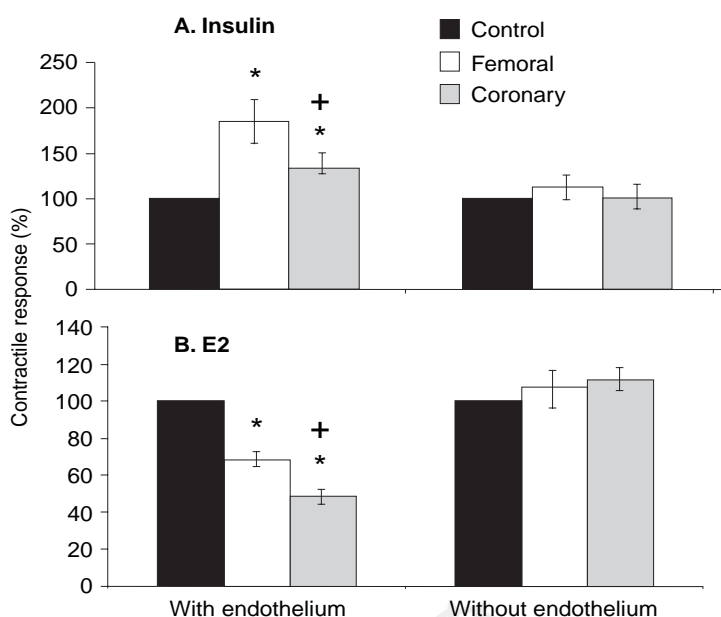 A. Insulin
Control
Femoral
Coronary
Contractile response (%)
250
200
150
100
50
0
*
+
*
B. E2
140
120
100
80
60
40
20
0
*
+
*
With endothelium
Without endothelium